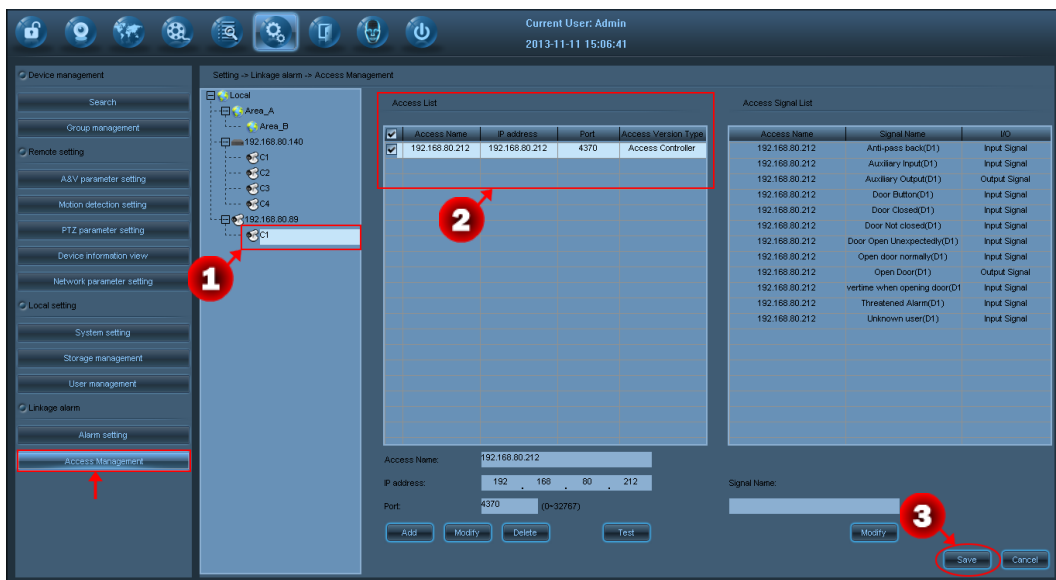 Current User: Admin
2013-11-11 15:06:41
Device management
Search
Group management
Remote setting
A&V parameter setting
Motion detection setting
PTZ parameter setting
Device information view
Network parameter setting
Local setting
System setting
Storage management
User management
Linkage alarm
Alarm setting
Access Management
Setting -> Linkage alarm -> Access Management
Local
Area_A
Area_B
192.168.80.140
C1
C2
C3
C4
192.168.80.89
C1
1
Access List
Access Name IP address Port Access Version Type
192.168.80.212 192.168.80.212 4370 Access Controller
2
Access Name: 192.168.80.212
IP address: 192 . 168 . 80 . 212
Port: 4370 (0~32767)
Add Modify Delete Test
Access Signal List
Access Name Signal Name I/O
192.168.80.212 Anti-pass back(D1) Input Signal
192.168.80.212 Auxiliary Input(D1) Input Signal
192.168.80.212 Auxiliary Output(D1) Output Signal
192.168.80.212 Door Button(D1) Input Signal
192.168.80.212 Door Closed(D1) Input Signal
192.168.80.212 Door Not closed(D1) Input Signal
192.168.80.212 Door Open Unexpectedly(D1) Input Signal
192.168.80.212 Open door normally(D1) Input Signal
192.168.80.212 Open Door(D1) Output Signal
192.168.80.212 vertime when opening door(D1 Input Signal
192.168.80.212 Threatened Alarm(D1) Input Signal
192.168.80.212 Unknown user(D1) Input Signal
Signal Name:
3
Modify
Save Cancel